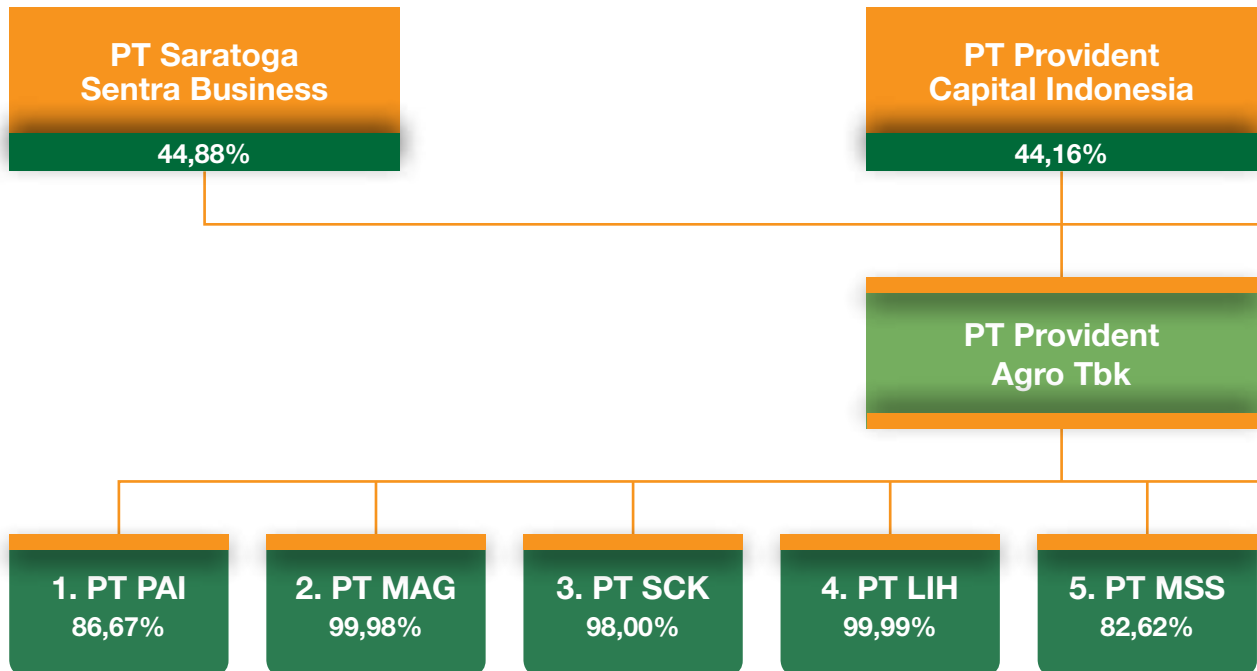 PT Saratoga
Sentra Business
44,88%
PT Provident
Capital Indonesia
44,16%
PT Provident
Agro Tbk
1. PT PAI
86,67%
2. PT MAG
99,98%
3. PT SCK
98,00%
4. PT LIH
99,99%
5. PT MSS
82,62%